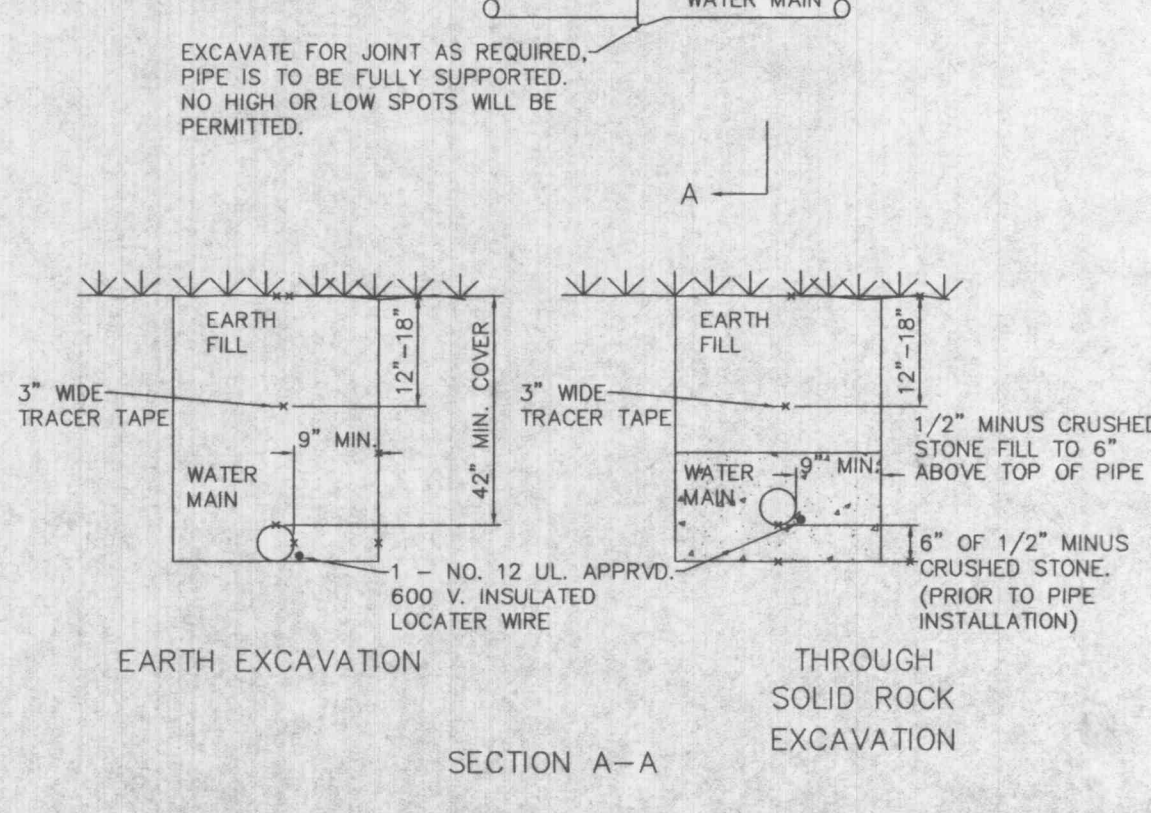 WATER MAIN
EXCAVATE FOR JOINT AS REQUIRED,
PIPE IS TO BE FULLY SUPPORTED.
NO HIGH OR LOW SPOTS WILL BE
PERMITTED.
A
EARTH
FILL
12"-18"
42" MIN. COVER
3" WIDE
TRACER TAPE
9" MIN.
WATER
MAIN
1 - NO. 12 UL. APPRVD.
600 V. INSULATED
LOCATER WIRE
EARTH EXCAVATION
EARTH
FILL
12"-18"
3" WIDE
TRACER TAPE
1/2" MINUS CRUSHED
STONE FILL TO 6"
ABOVE TOP OF PIPE
WATER
MAIN
9" MIN.
6" OF 1/2" MINUS
CRUSHED STONE.
(PRIOR TO PIPE
INSTALLATION)
THROUGH
SOLID ROCK
EXCAVATION
SECTION A-A